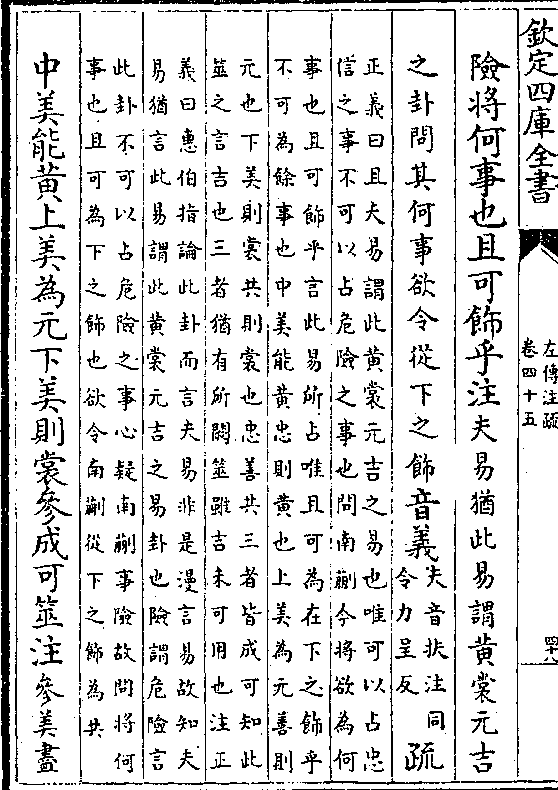 欽定四庫全書
左傳注疏
卷四十五
四十八
險將何事也且可飾乎注夫易猶此易謂黃裳元吉
之卦問其何事欲令從下之飾音義夫音扶注同
令力呈反疏
正義曰且夫易謂此黃裳元吉之易也唯可以占忠
信之事不可以占危險之事也問南蒯今將欲為何
事也且可飾乎言此易所占唯且可為在下之飾乎
不可為餘事也中美能黃忠則黃也上美為元善則
元也下美則裳共則裳也忠善共三者皆成可知此
筮之言吉也三者猶有所闕筮雖吉未可用也注正
義曰惠伯指論此卦而言夫易非是漫言易故知夫
易猶言此易謂此黃裳元吉之易卦也險謂危險言
此卦不可以占危險之事心疑南蒯事險故問將何
事也且可為下之飾也欲令南蒯從下之飾為共
中美能黃上美為元下美則裳參成可筮注參美盡